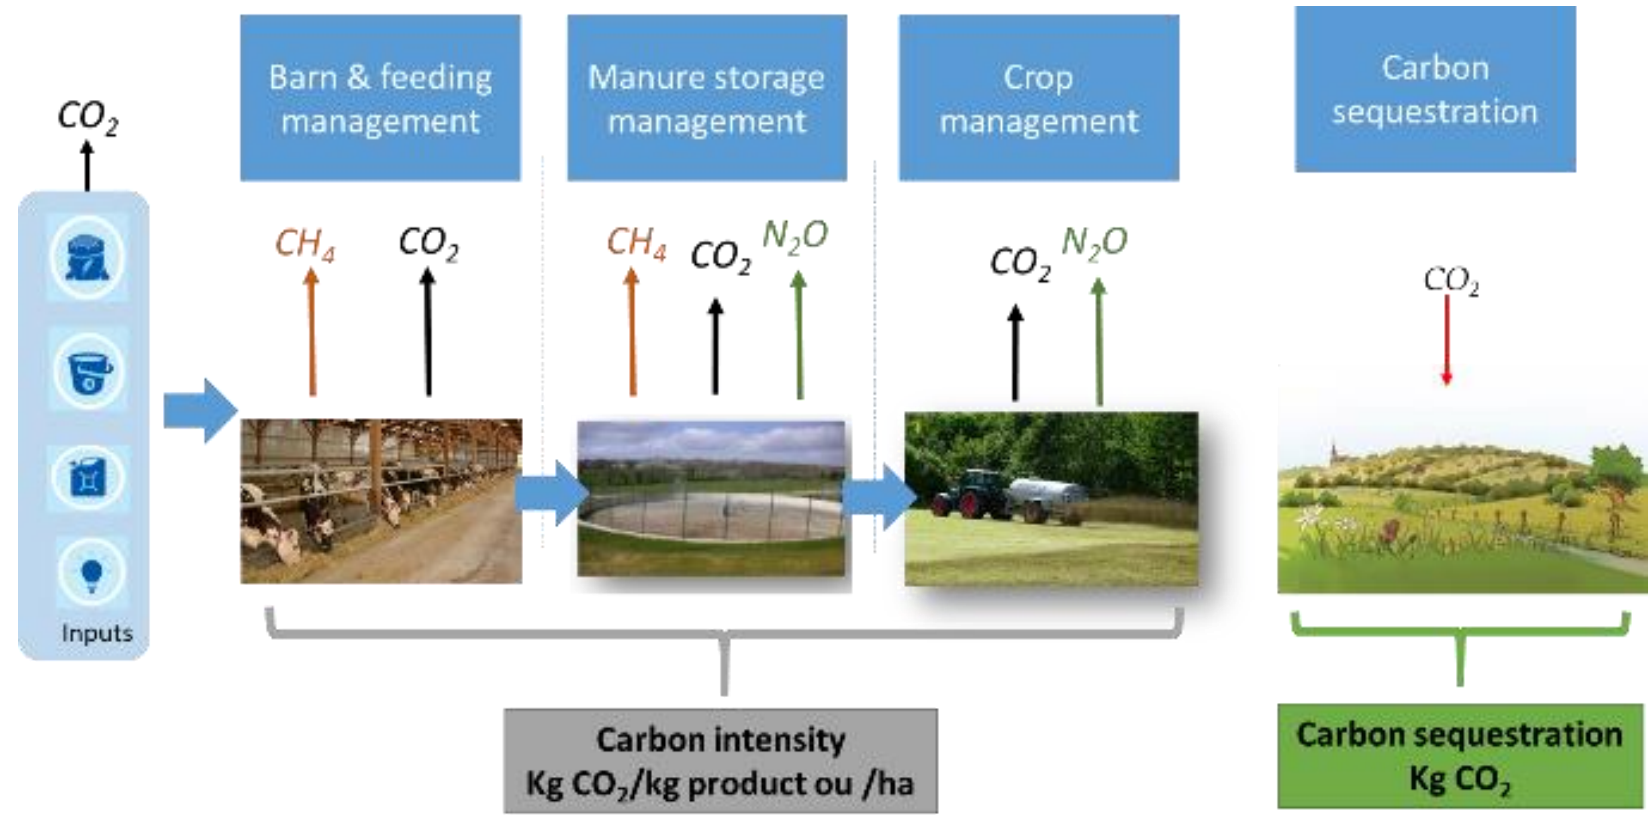 Barn & feeding
management
Manure storage
management
Crop
management
Carbon
sequestration
CO₂
CH₄
CO₂
CH₄
CO₂
N₂O
CO₂
N₂O
CO₂
Inputs
Carbon intensity
Kg CO₂/kg product ou /ha
Carbon sequestration
Kg CO₂